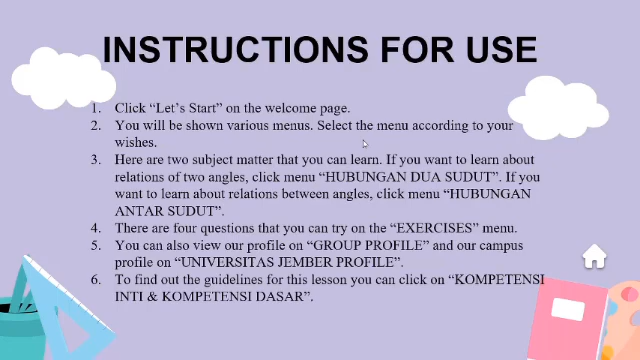 INSTRUCTIONS FOR USE
1. Click “Let’s Start” on the welcome page.
2. You will be shown various menus. Select the menu according to your
wishes.
3. Here are two subject matter that you can learn. If you want to learn about
relations of two angles, click menu “HUBUNGAN DUA SUDUT”. If you
want to learn about relations between angles, click menu “HUBUNGAN
ANTAR SUDUT”.
4. There are four questions that you can try on the “EXERCISES” menu.
5. You can also view our profile on “GROUP PROFILE” and our campus
profile on “UNIVERSITAS JEMBER PROFILE”.
6. To find out the guidelines for this lesson you can click on “KOMPETENSI
INTI & KOMPETENSI DASAR”.